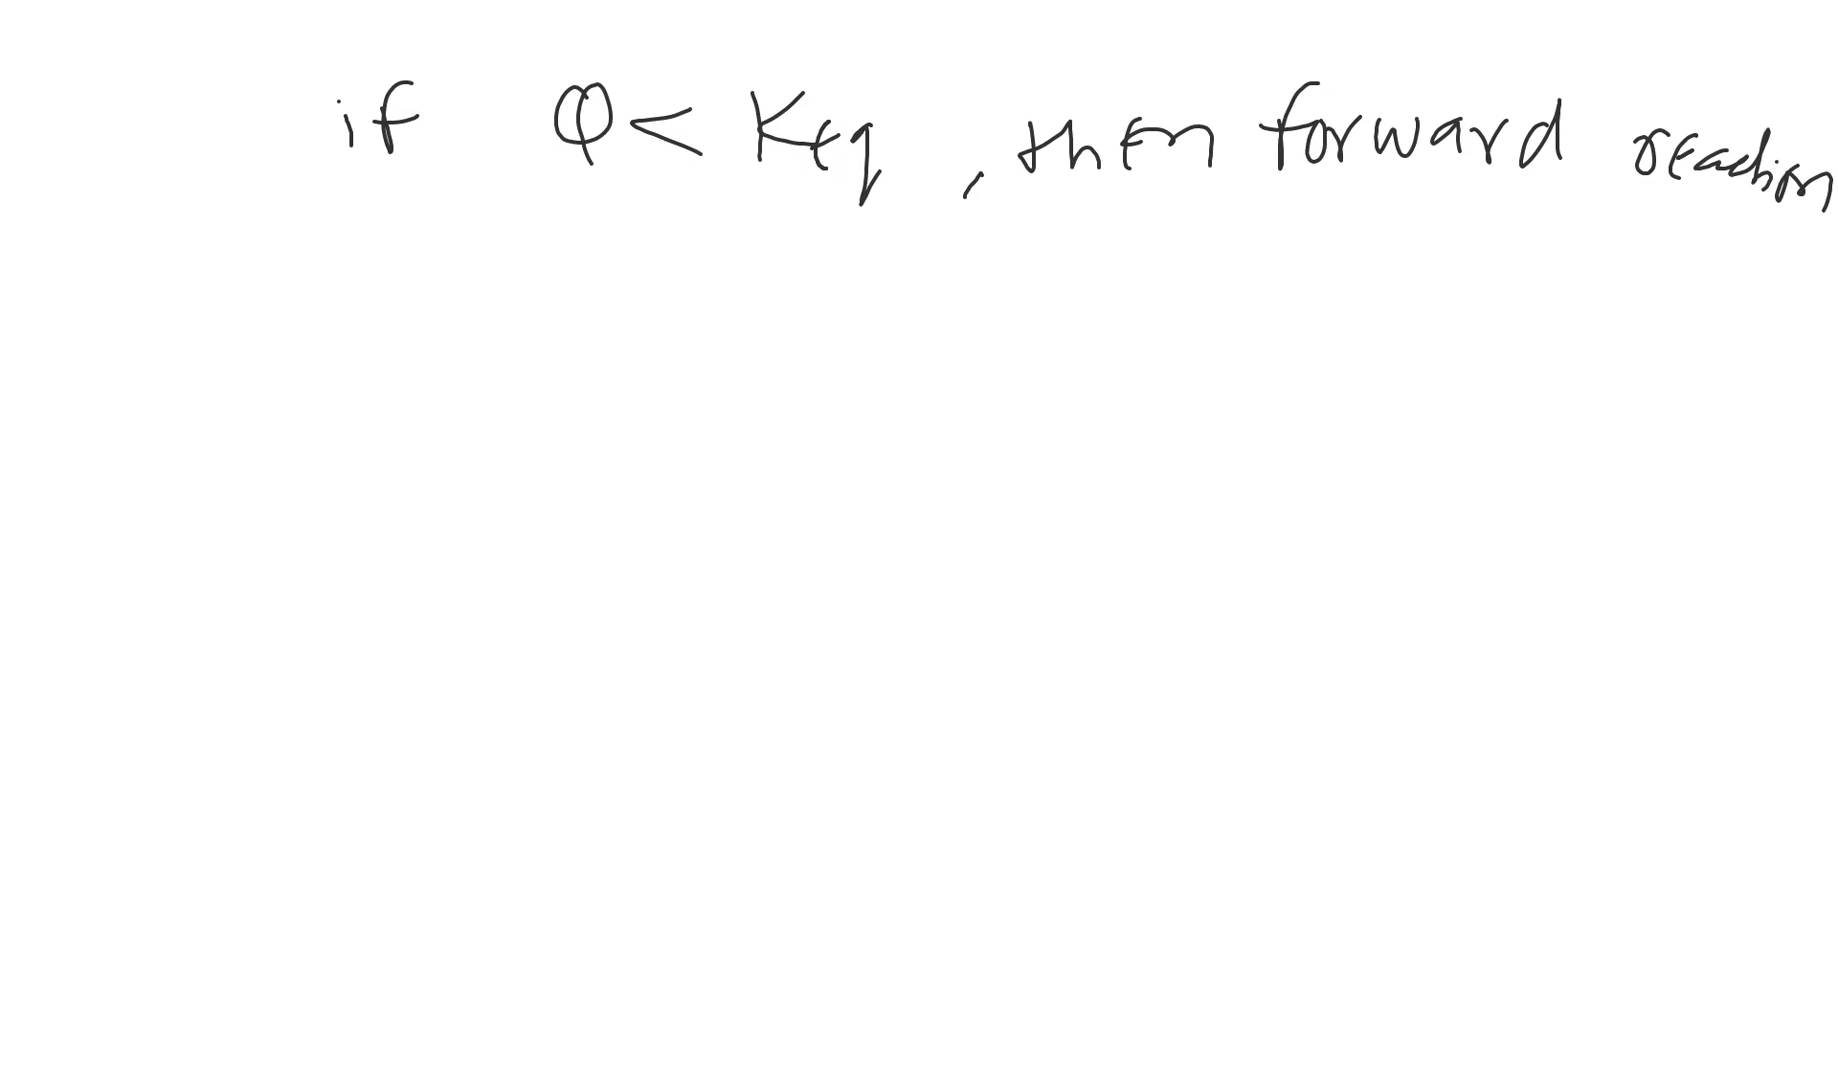 if Q < Keq , then forward reaction